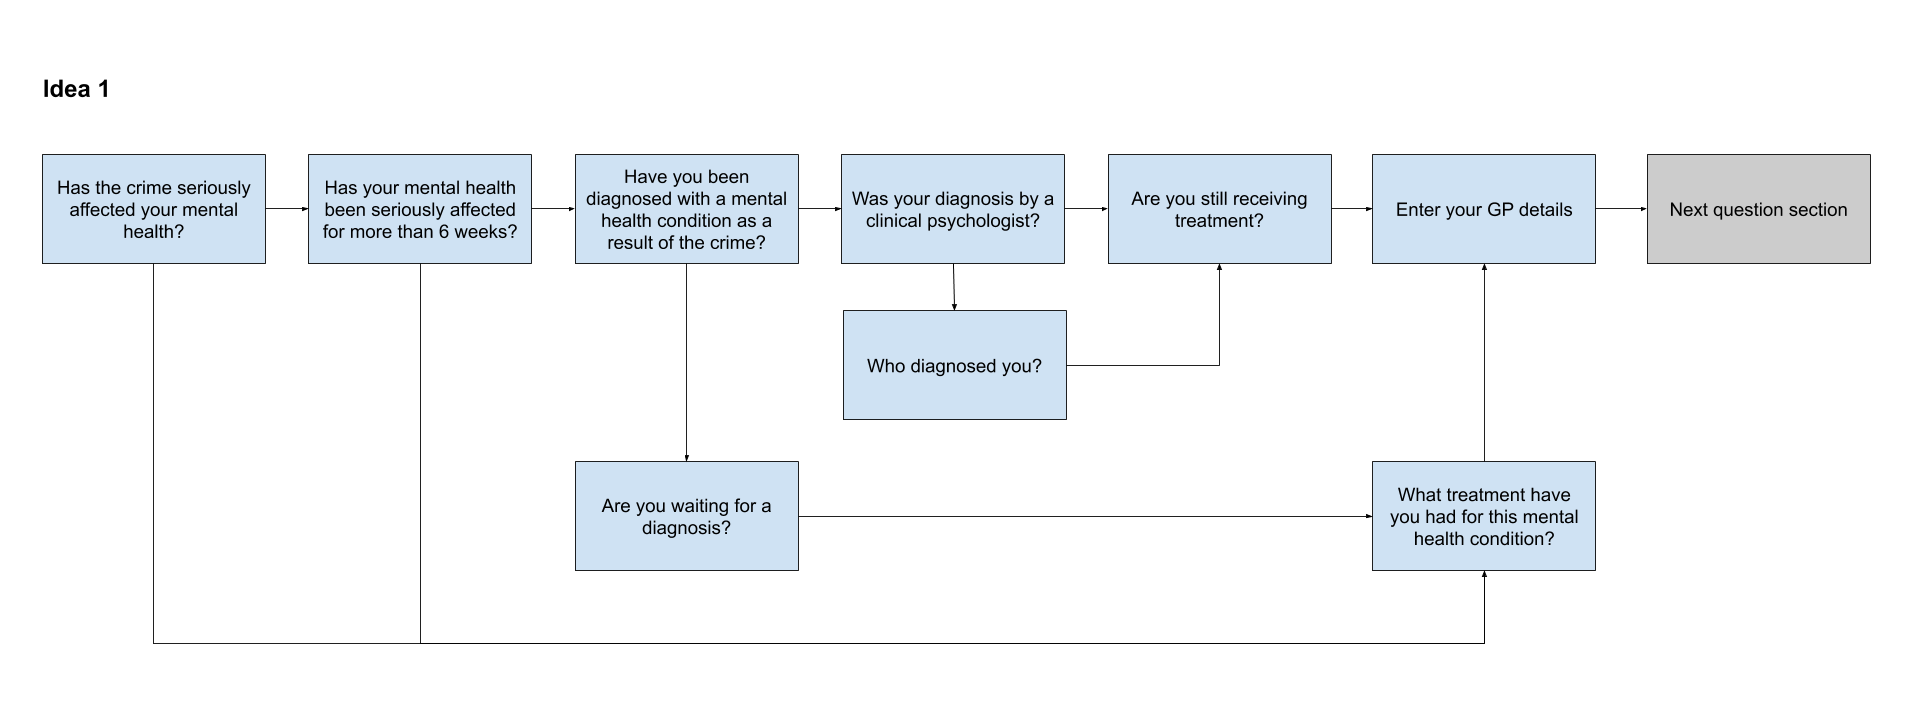 Idea 1
Has the crime seriously
affected your mental
health?
Has your mental health
been seriously affected
for more than 6 weeks?
Have you been
diagnosed with a mental
health condition as a
result of the crime?
Was your diagnosis by a
clinical psychologist?
Are you still receiving
treatment?
Enter your GP details
Next question section
Who diagnosed you?
Are you waiting for a
diagnosis?
What treatment have
you had for this mental
health condition?